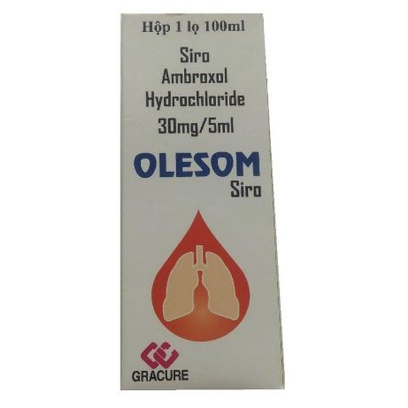 Hộp 1 lọ 100ml
Siro
Ambroxol
Hydrochloride
30mg/5ml
OLESOM
Siro
GRACURE